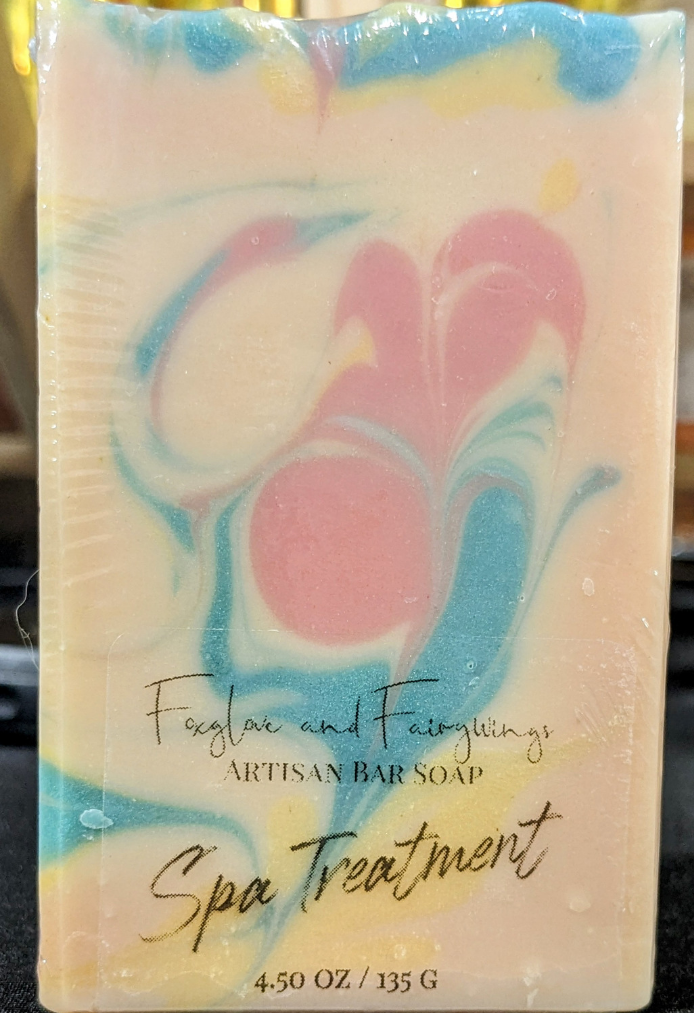 Foxglove and FairyWings
ARTISAN BAR SOAP
Spa Treatment
4.50 OZ / 135 G